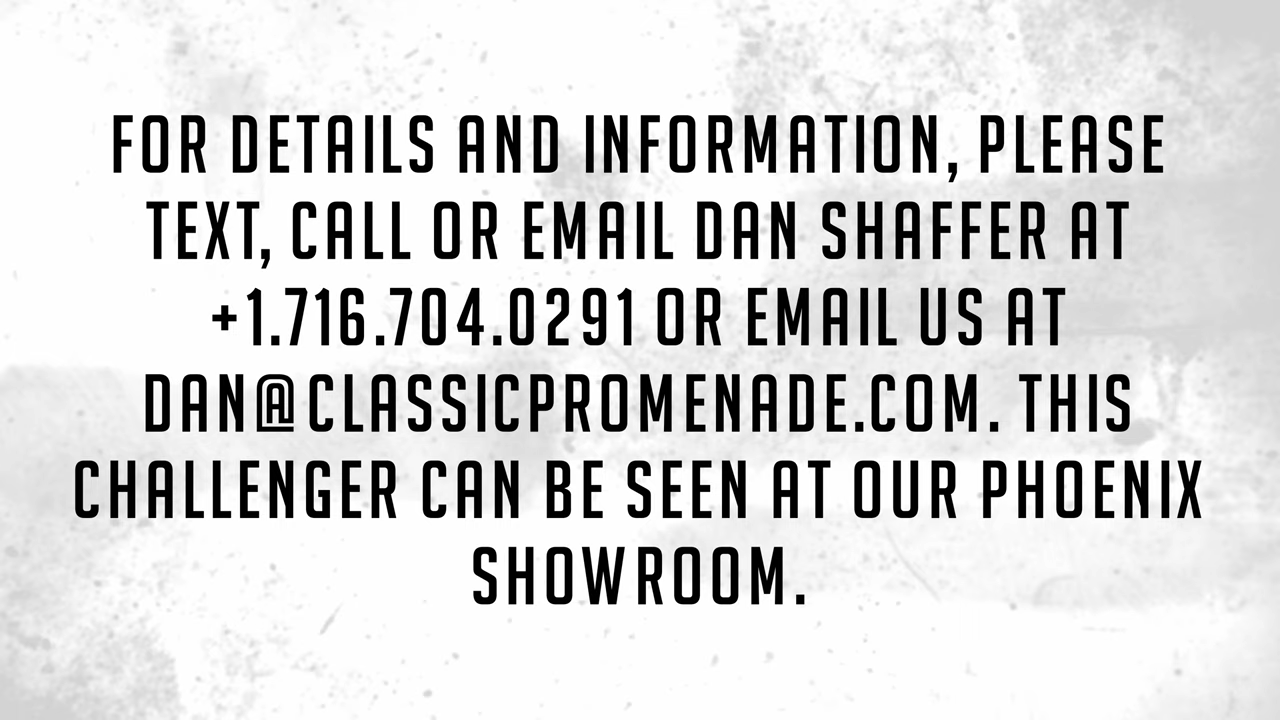 FOR DETAILS AND INFORMATION, PLEASE
TEXT, CALL OR EMAIL DAN SHAFFER AT
+1.716.704.0291 OR EMAIL US AT
DAN@CLASSICPROMENADE.COM. THIS
CHALLENGER CAN BE SEEN AT OUR PHOENIX
SHOWROOM.